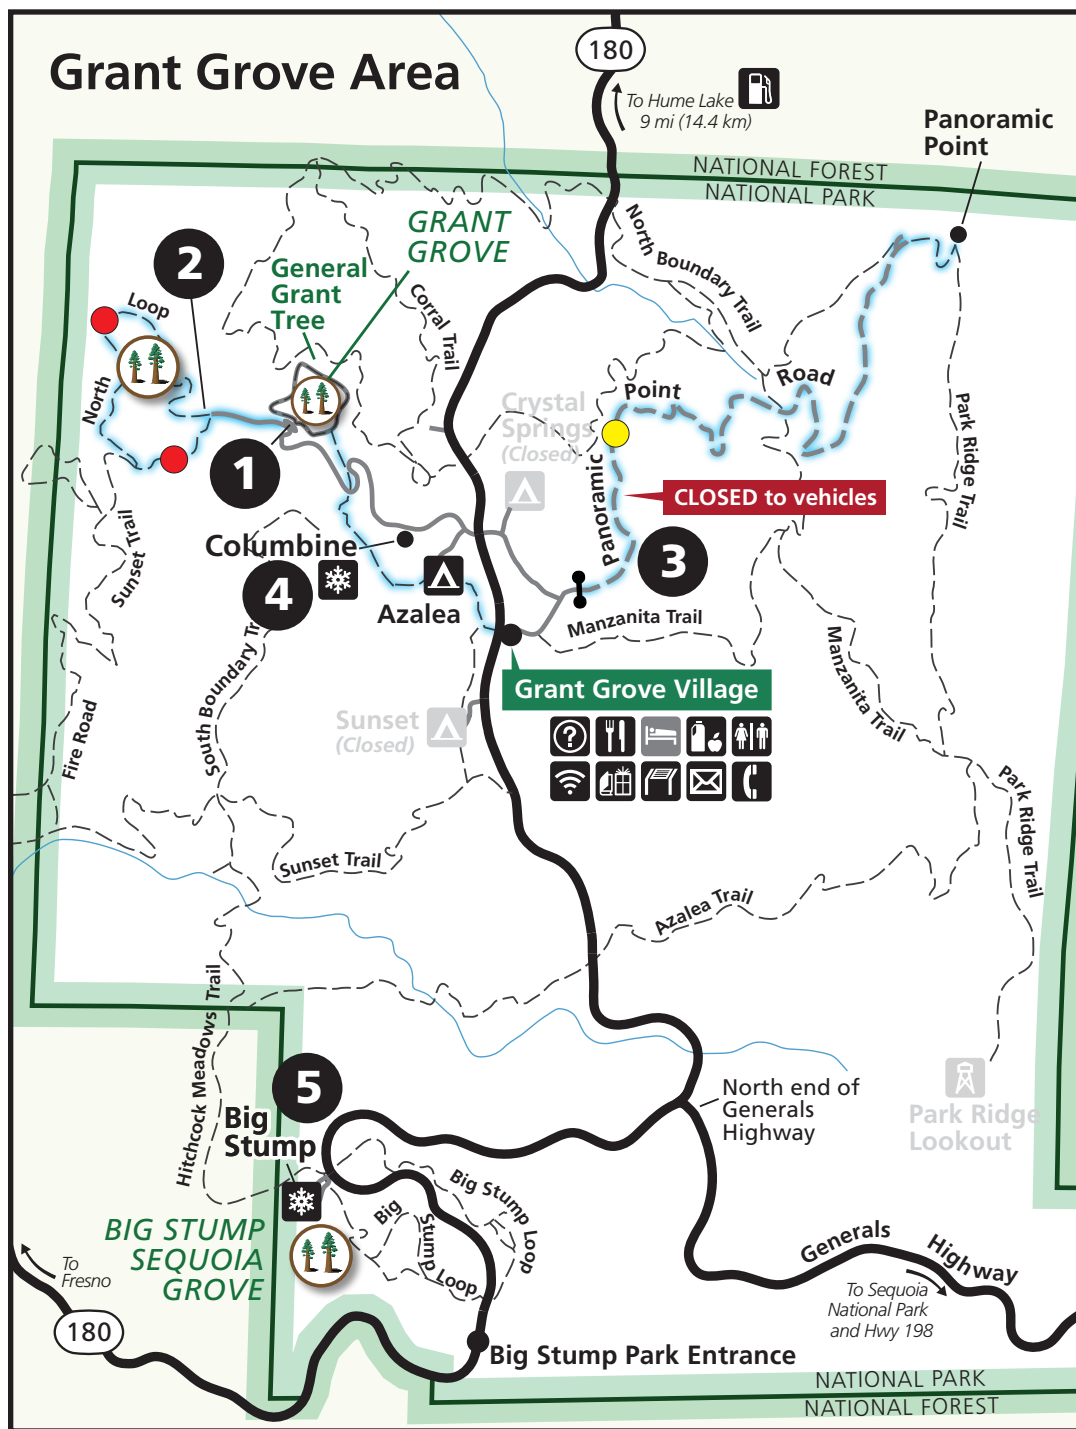 Grant Grove Area
180
To Hume Lake
9 mi (14.4 km)
Panoramic
Point
NATIONAL FOREST
NATIONAL PARK
GRANT
GROVE
North Boundary Trail
2
General
Grant
Tree
Loop
Corral Trail
North
Road
Point
Crystal
Springs
(Closed)
Park Ridge Trail
1
Panoramic
CLOSED to vehicles
Sunset Trail
Columbine
3
4
Azalea
Manzanita Trail
South Boundary Tr
Manzanita Trail
Grant Grove Village
Sunset
(Closed)
?
Fire Road
Park Ridge Trail
Sunset Trail
Azalea Trail
Hitchcock Meadows Trail
5
Big
Stump
North end of
Generals
Highway
Park Ridge
Lookout
Big Stump Loop
Big
Stump Loop
BIG STUMP
SEQUOIA
GROVE
To
Fresno
Generals
Highway
To Sequoia
National Park
and Hwy 198
180
Big Stump Park Entrance
NATIONAL PARK
NATIONAL FOREST